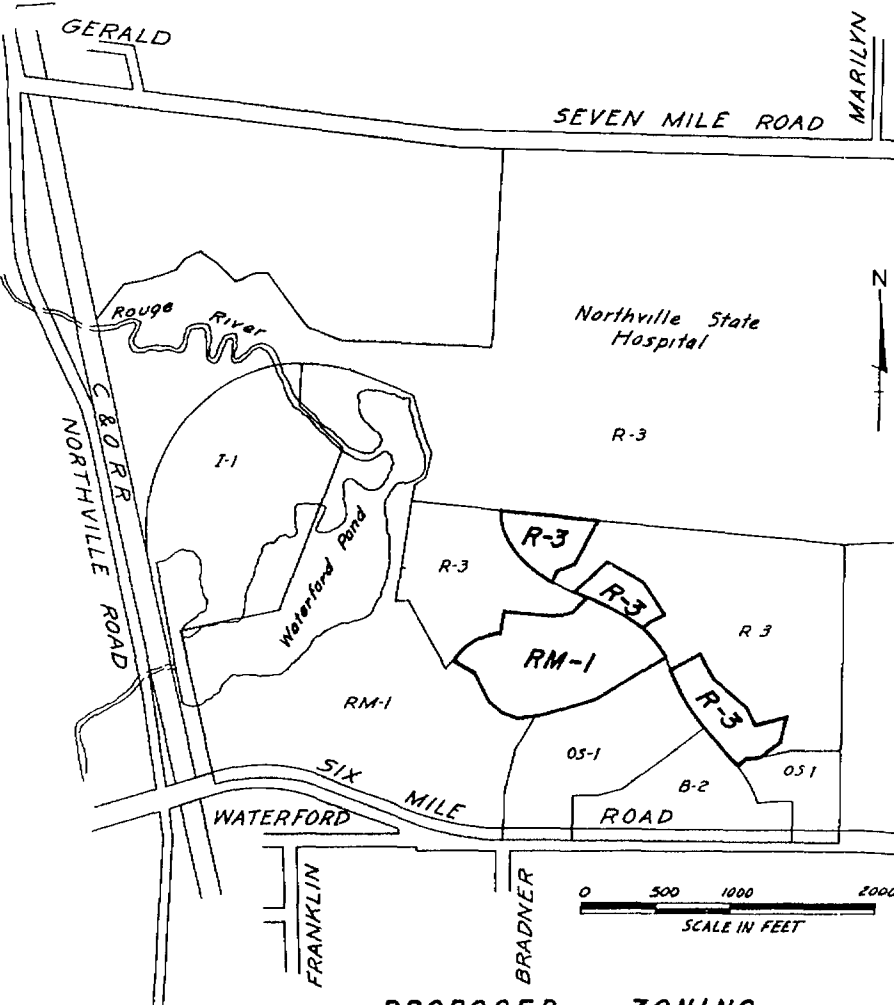 GERALD
MARILYN
SEVEN MILE ROAD
N
Northville State
Hospital
Rouge River
C & O RR
NORTHVILLE ROAD
I-1
R-3
Waterford Pond
R-3
R-3
R-3
R 3
RM-1
R-3
RM-1
OS-1
B-2
OS 1
SIX MILE ROAD
WATERFORD
FRANKLIN
BRADNER
0 500 1000 2000
SCALE IN FEET
PROPOSED ZONING